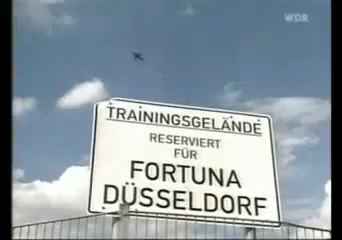 WDR
TRAININGSGELÄNDE
RESERVIERT
FÜR
FORTUNA
DÜSSELDORF